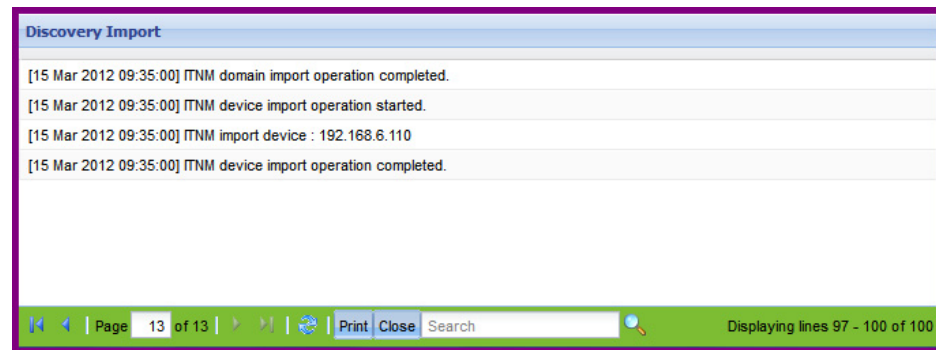 Discovery Import
[15 Mar 2012 09:35:00] ITNM domain import operation completed.
[15 Mar 2012 09:35:00] ITNM device import operation started.
[15 Mar 2012 09:35:00] ITNM import device : 192.168.6.110
[15 Mar 2012 09:35:00] ITNM device import operation completed.
Page 13 of 13 Print Close Search Displaying lines 97 - 100 of 100